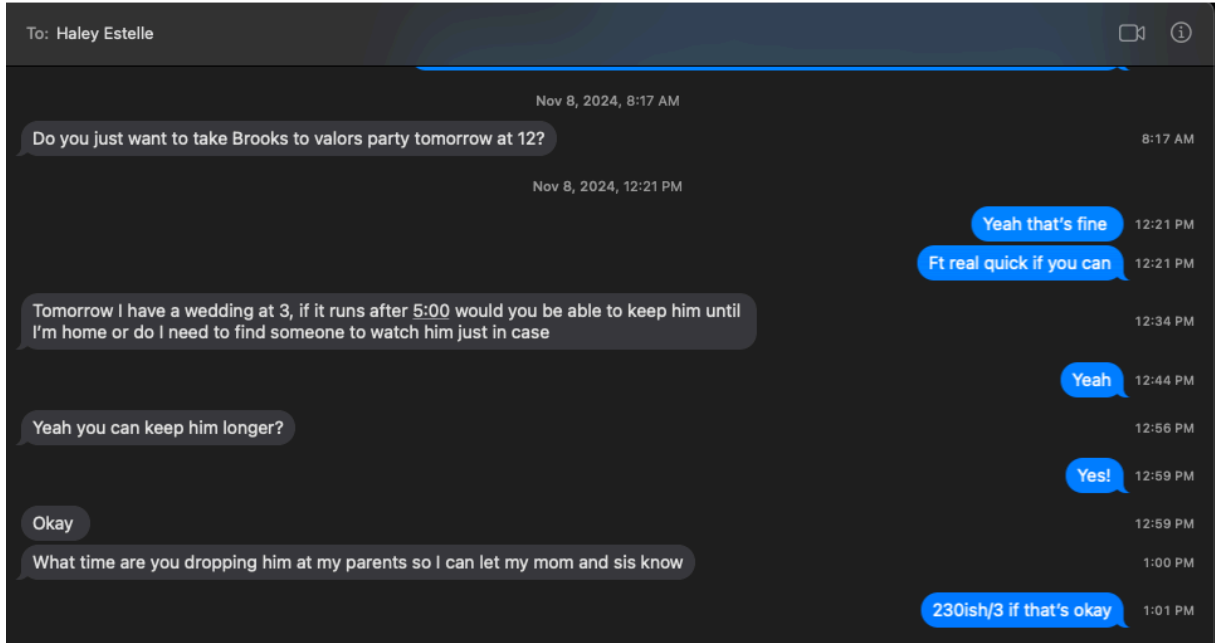 To: Haley Estelle
Nov 8, 2024, 8:17 AM
Do you just want to take Brooks to valors party tomorrow at 12?
8:17 AM
Nov 8, 2024, 12:21 PM
Yeah that's fine
12:21 PM
Ft real quick if you can
12:21 PM
Tomorrow I have a wedding at 3, if it runs after 5:00 would you be able to keep him until
I'm home or do I need to find someone to watch him just in case
12:34 PM
Yeah
12:44 PM
Yeah you can keep him longer?
12:56 PM
Yes!
12:59 PM
Okay
12:59 PM
What time are you dropping him at my parents so I can let my mom and sis know
1:00 PM
230ish/3 if that's okay
1:01 PM